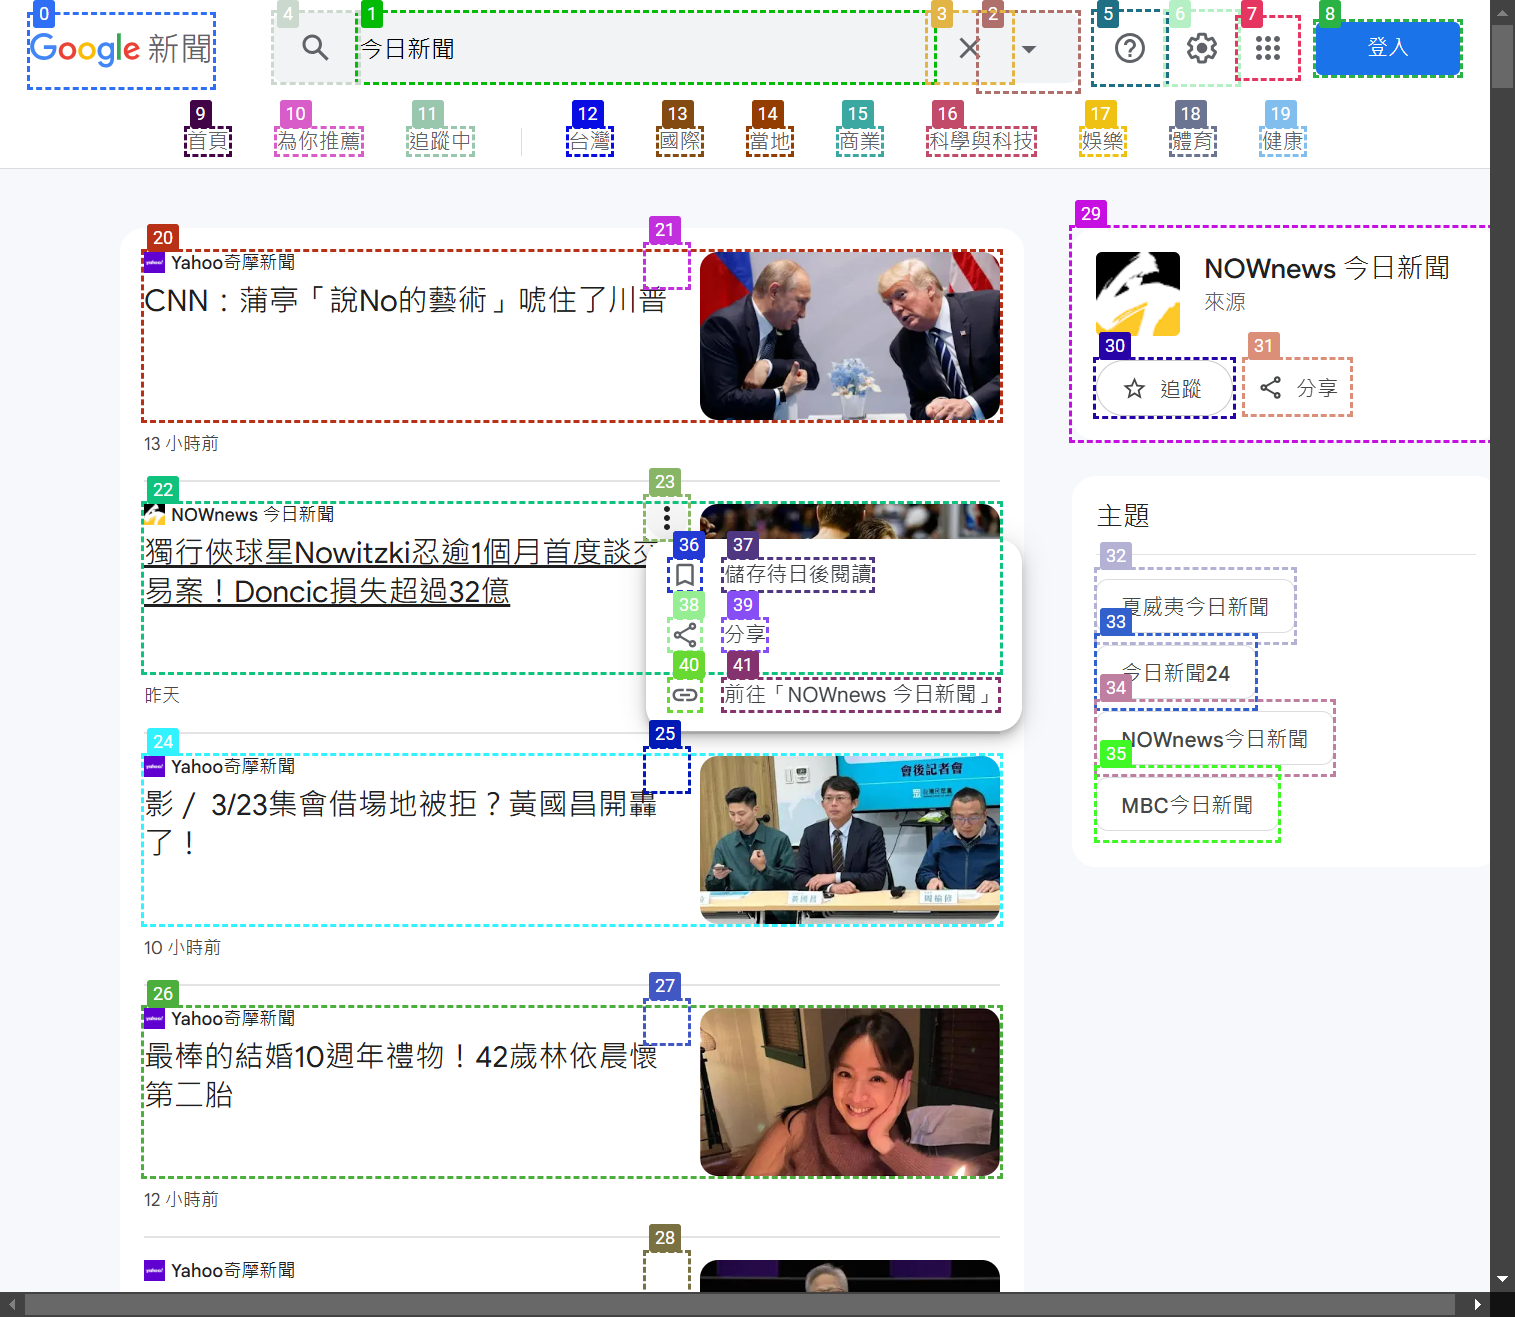 0
4
1
3
2
5
6
7
8
Google 新聞
今日新聞
登入
9
10
11
12
13
14
15
16
17
18
19
首頁
為你推薦
追蹤中
台灣
國際
當地
商業
科學與科技
娛樂
體育
健康
20
21
Yahoo奇摩新聞
CNN：蒲亭「說No的藝術」唬住了川普
13 小時前
22
23
NOWnews 今日新聞
獨行俠球星Nowitzki忍逾1個月首度談交
易案！Doncic損失超過32億
昨天
36
37
儲存待日後閱讀
38
39
分享
40
41
前往「NOWnews 今日新聞」
24
25
Yahoo奇摩新聞
影／ 3/23集會借場地被拒？黃國昌開轟
了！
會後記者會
10 小時前
26
27
Yahoo奇摩新聞
最棒的結婚10週年禮物！42歲林依晨懷
第二胎
12 小時前
28
Yahoo奇摩新聞
29
NOWnews 今日新聞
來源
30
31
追蹤
分享
主題
32
夏威夷今日新聞
33
今日新聞24
34
NOWnews今日新聞
35
MBC今日新聞